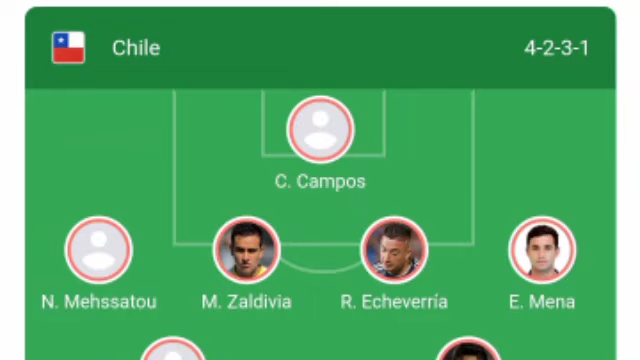 Chile 4-2-3-1
C. Campos
N. Mehssatou M. Zaldivia R. Echeverría E. Mena